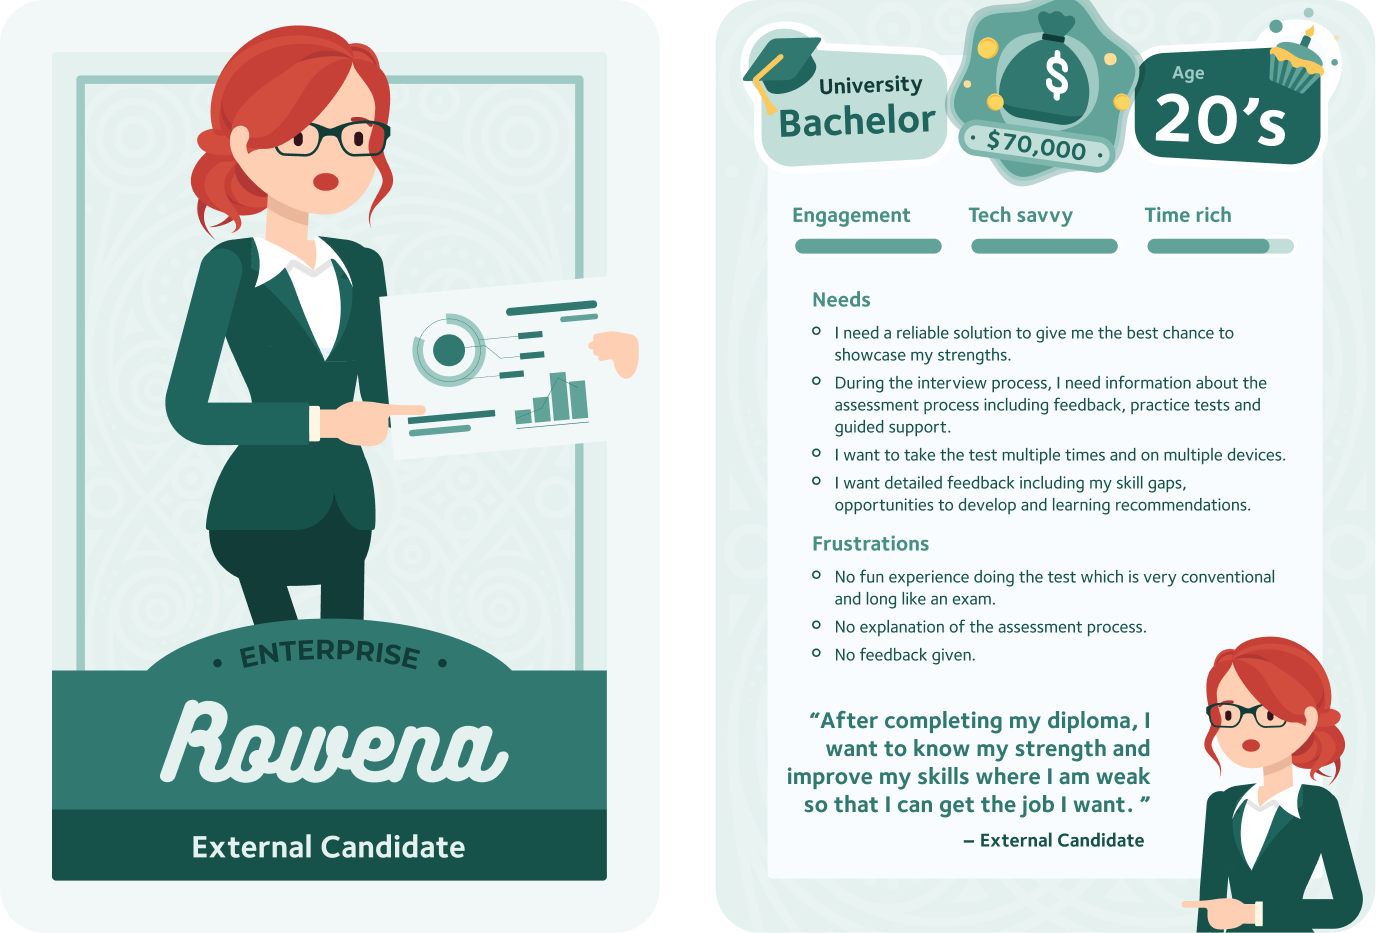 ENTERPRISE
Rowena
External Candidate
University
Bachelor
$
$70,000
Age
20’s
Engagement
Tech savvy
Time rich
Needs
I need a reliable solution to give me the best chance to
showcase my strengths.
During the interview process, I need information about the
assessment process including feedback, practice tests and
guided support.
I want to take the test multiple times and on multiple devices.
I want detailed feedback including my skill gaps,
opportunities to develop and learning recommendations.
Frustrations
No fun experience doing the test which is very conventional
and long like an exam.
No explanation of the assessment process.
No feedback given.
“After completing my diploma, I
want to know my strength and
improve my skills where I am weak
so that I can get the job I want. ”
– External Candidate